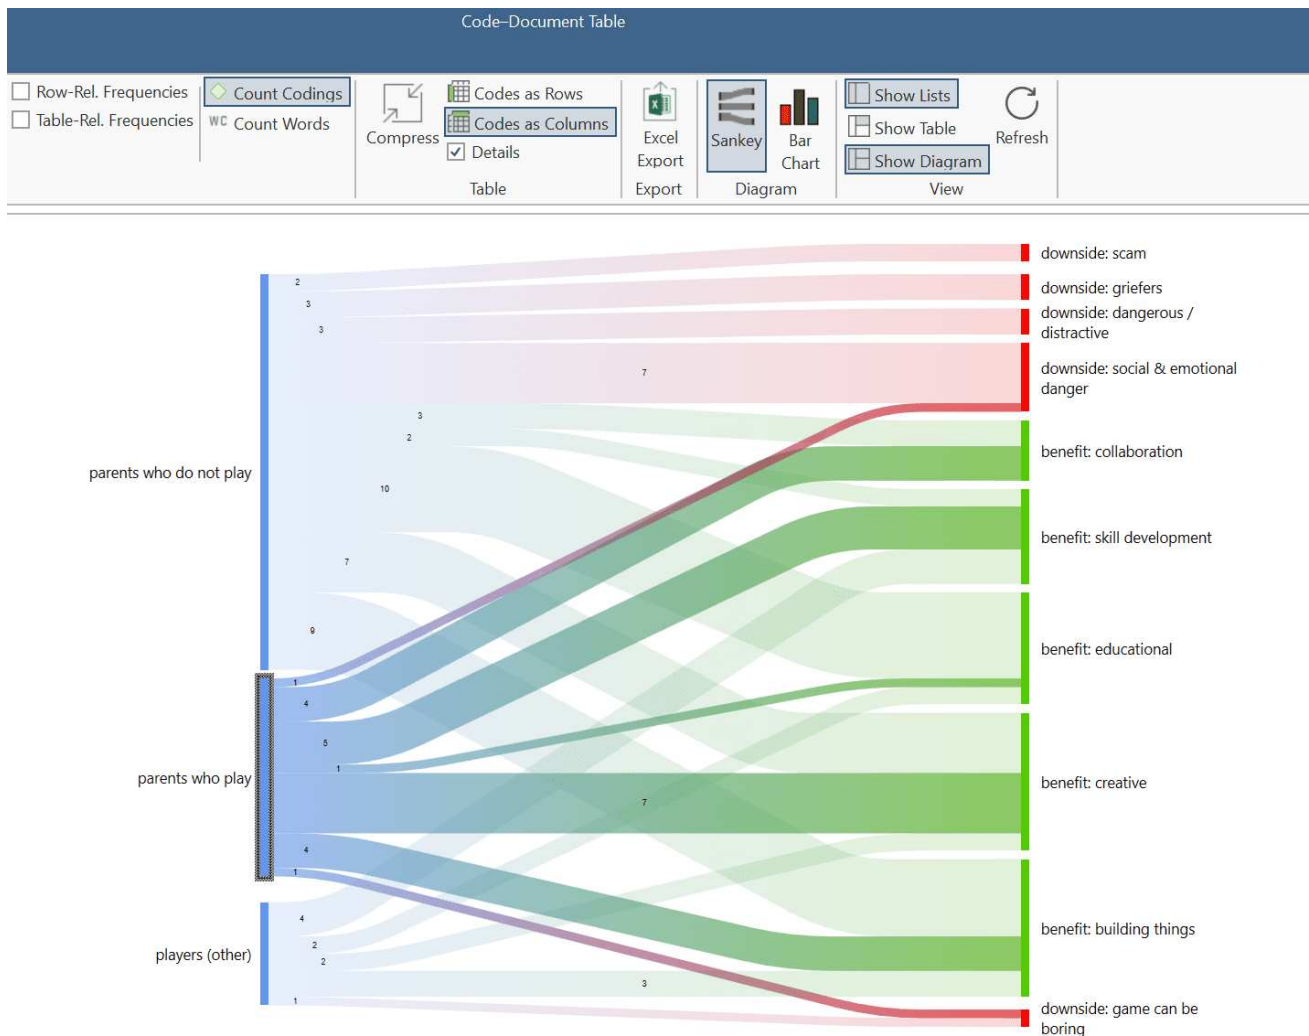 Code–Document Table
Row-Rel. Frequencies
Table-Rel. Frequencies
Count Codings
WC Count Words
Compress
Codes as Rows
Codes as Columns
Details
Table
Excel
Export
Export
Sankey
Bar
Chart
Diagram
Show Lists
Show Table
Show Diagram
View
Refresh
downside: scam
2
downside: griefers
3
downside: dangerous /
distractive
3
downside: social & emotional
danger
7
3
2
benefit: collaboration
parents who do not play
10
benefit: skill development
7
9
benefit: educational
1
4
5
1
parents who play
benefit: creative
7
4
1
4
2
2
players (other)
benefit: building things
3
1
downside: game can be
boring